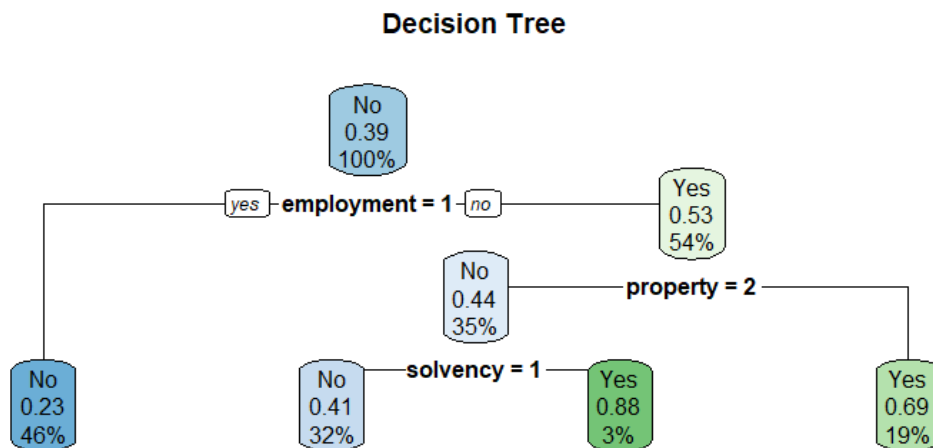 Decision Tree
No
0.39
100%
yes employment = 1 no
Yes
0.53
54%
No
0.44
35%
property = 2
solvency = 1
No
0.23
46%
No
0.41
32%
Yes
0.88
3%
Yes
0.69
19%